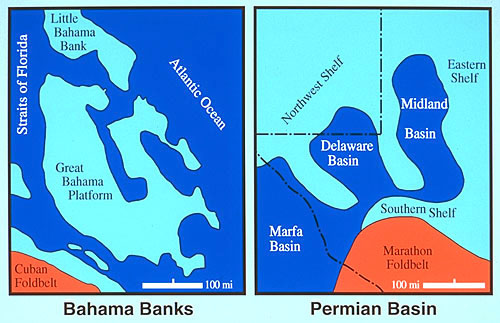 Little
Bahama
Bank
Straits of Florida
Atlantic Ocean
Great
Bahama
Platform
Cuban
Foldbelt
100 mi
Bahama Banks
Northwest Shelf
Eastern
Shelf
Midland
Basin
Delaware
Basin
Southern Shelf
Marfa
Basin
Marathon
Foldbelt
100 mi
Permian Basin